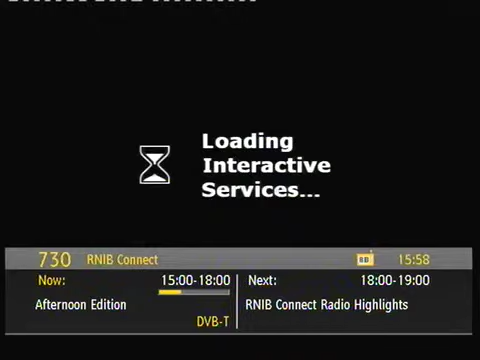 Loading
Interactive
Services...
730 RNIB Connect 15:58
Now: 15:00-18:00 Next: 18:00-19:00
Afternoon Edition RNIB Connect Radio Highlights
DVB-T